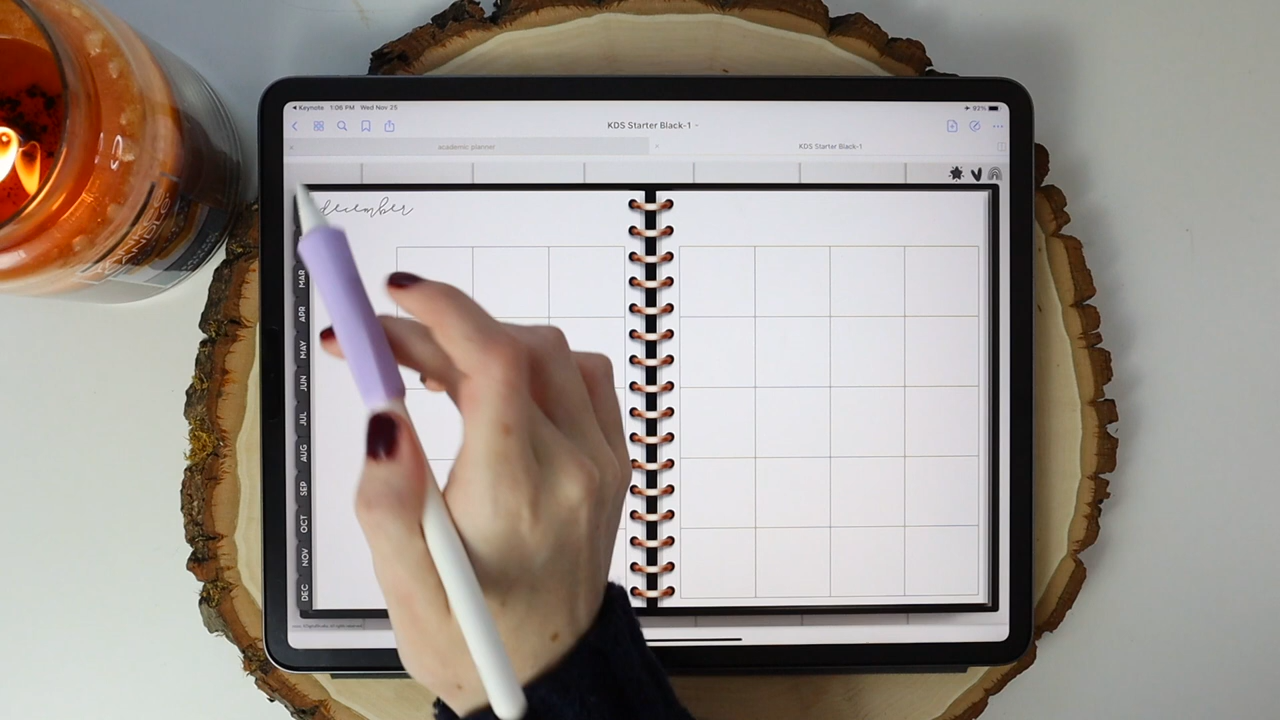 ◀ Keynote 1:06 PM Wed Nov 25
92%
KDS Starter Black-1
academic planner
KDS Starter Black-1
december
MAR
APR
MAY
JUN
JUL
AUG
SEP
OCT
NOV
DEC